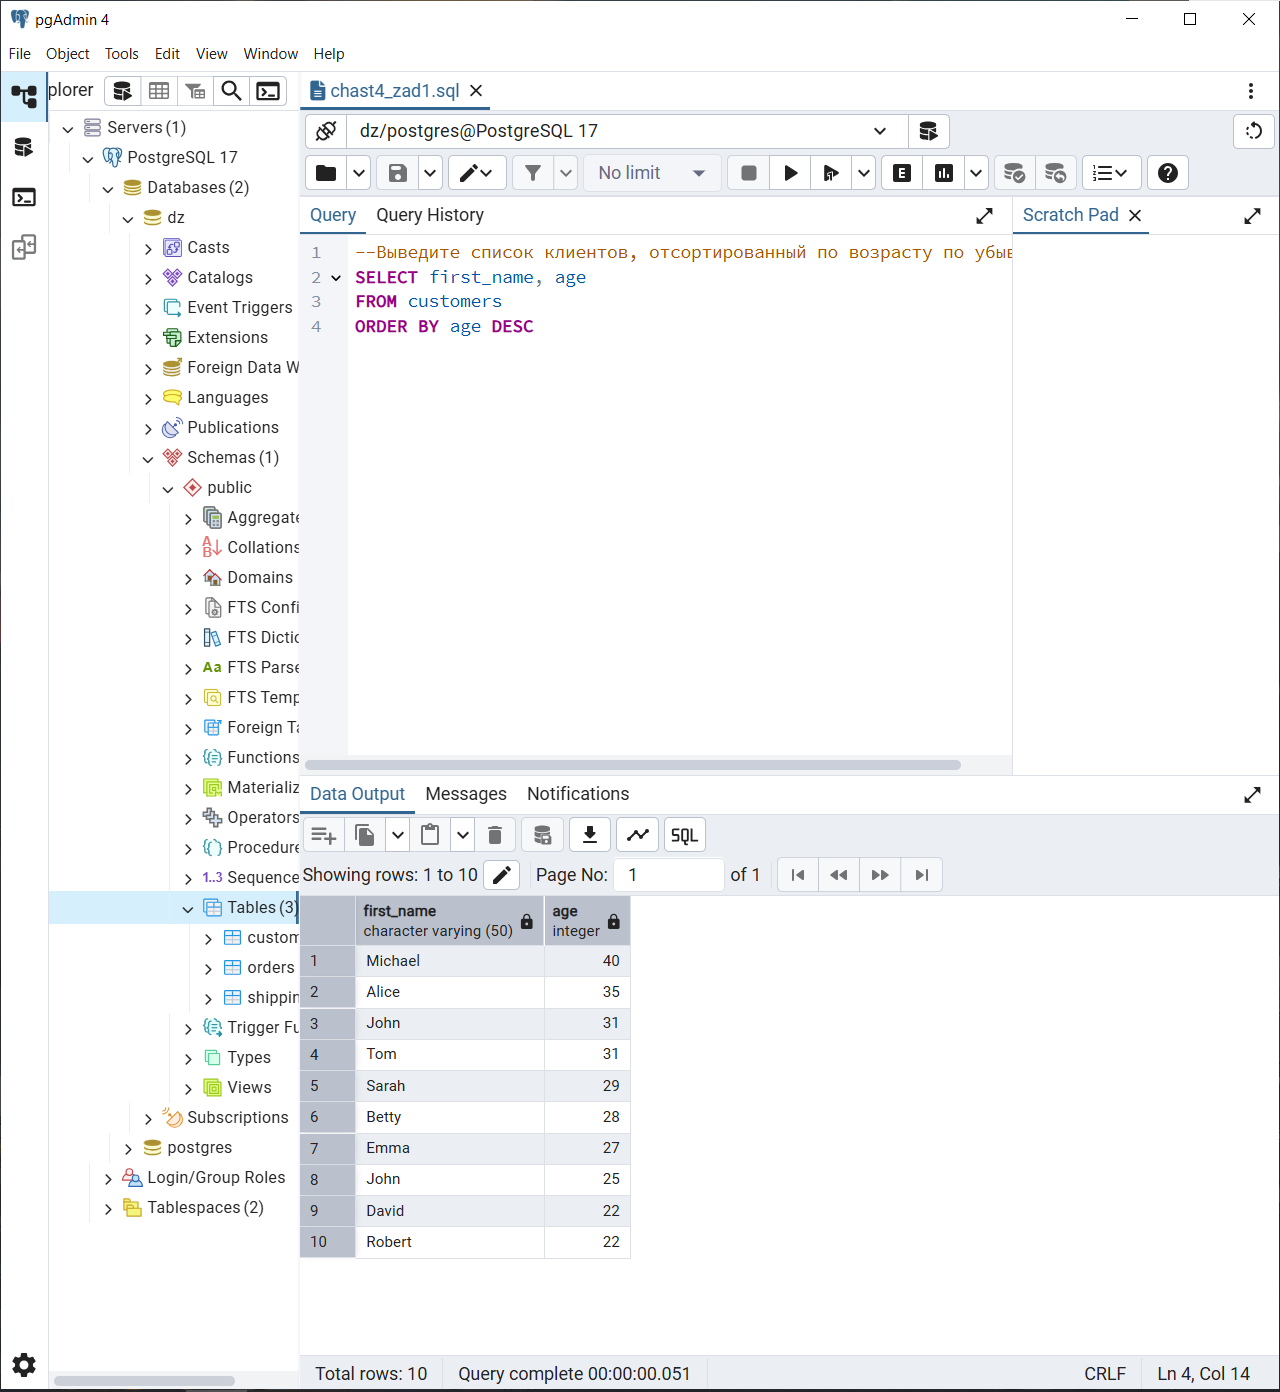 pgAdmin 4
File Object Tools Edit View Window Help
plorer
chast4_zad1.sql
Servers (1)
PostgreSQL 17
Databases (2)
dz
Casts
Catalogs
Event Triggers
Extensions
Foreign Data W
Languages
Publications
Schemas (1)
public
Aggregate
Collations
Domains
FTS Confi
FTS Dictio
Aa FTS Parse
FTS Temp
Foreign Ta
Functions
Materializ
Operators
Procedure
1..3 Sequence
Tables (3)
custom
orders
shippin
Trigger Fu
Types
Views
Subscriptions
postgres
Login/Group Roles
Tablespaces (2)
dz/postgres@PostgreSQL 17
No limit
E
Query Query History
Scratch Pad
1 --Выведите список клиентов, отсортированный по возрасту по убыв
2 SELECT first_name, age
3 FROM customers
4 ORDER BY age DESC
Data Output Messages Notifications
SQL
Showing rows: 1 to 10 Page No: 1 of 1
first_name age
character varying (50) integer
1 Michael 40
2 Alice 35
3 John 31
4 Tom 31
5 Sarah 29
6 Betty 28
7 Emma 27
8 John 25
9 David 22
10 Robert 22
Total rows: 10 Query complete 00:00:00.051 CRLF Ln 4, Col 14